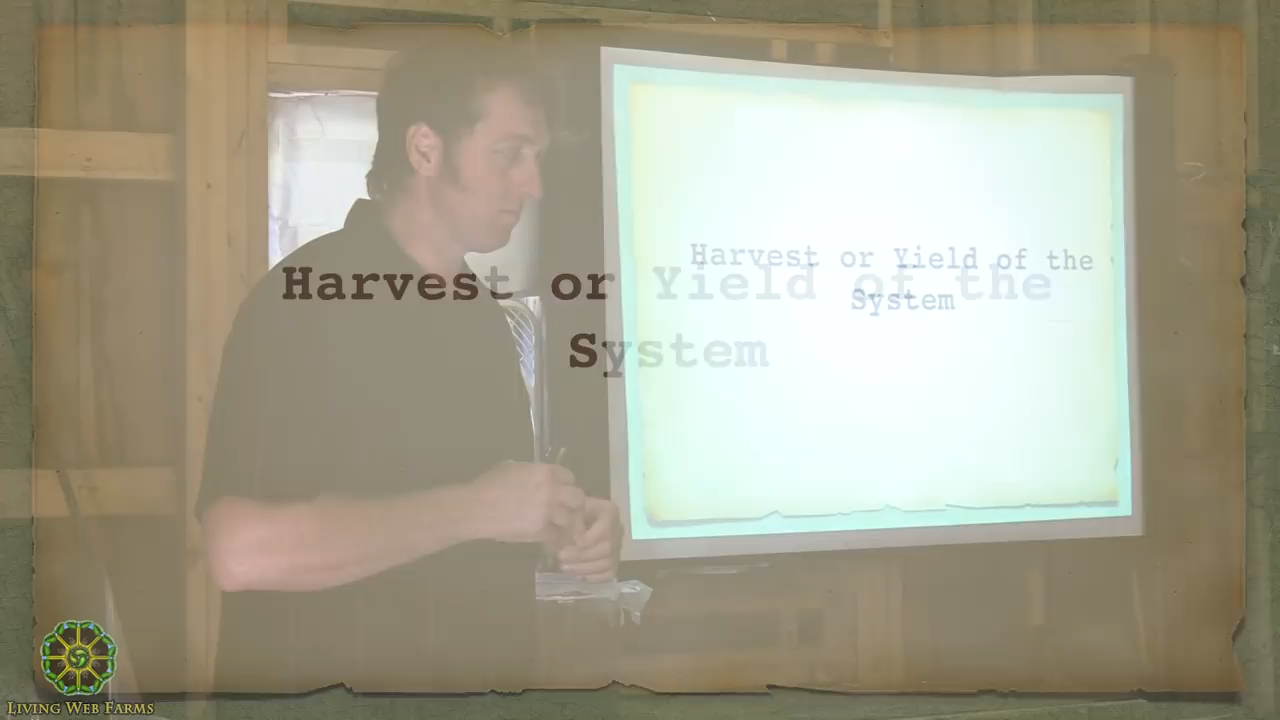 Harvest or Yield of the
System
Harvest or Yield of the
System
LIVING WEB FARMS